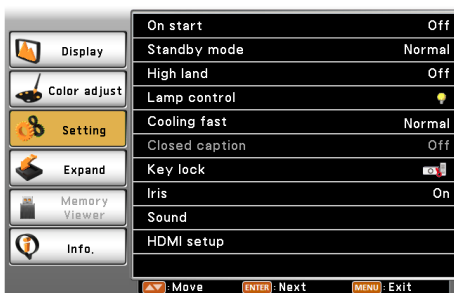 Display
Color adjust
Setting
Expand
Memory
Viewer
Info.
On start Off
Standby mode Normal
High land Off
Lamp control
Cooling fast Normal
Closed caption Off
Key lock
Iris On
Sound
HDMI setup
:Move ENTER:Next MENU:Exit